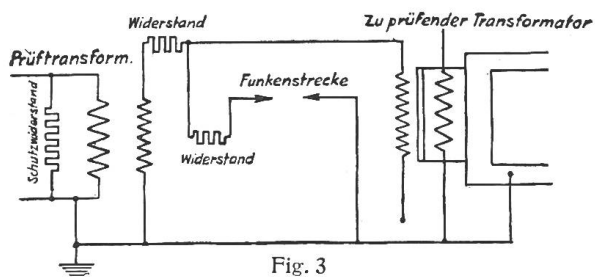 Widerstand
Zu prüfender Transformator
Prüftransform.
Schutzwiderstand
Funkenstrecke
Widerstand
Fig. 3